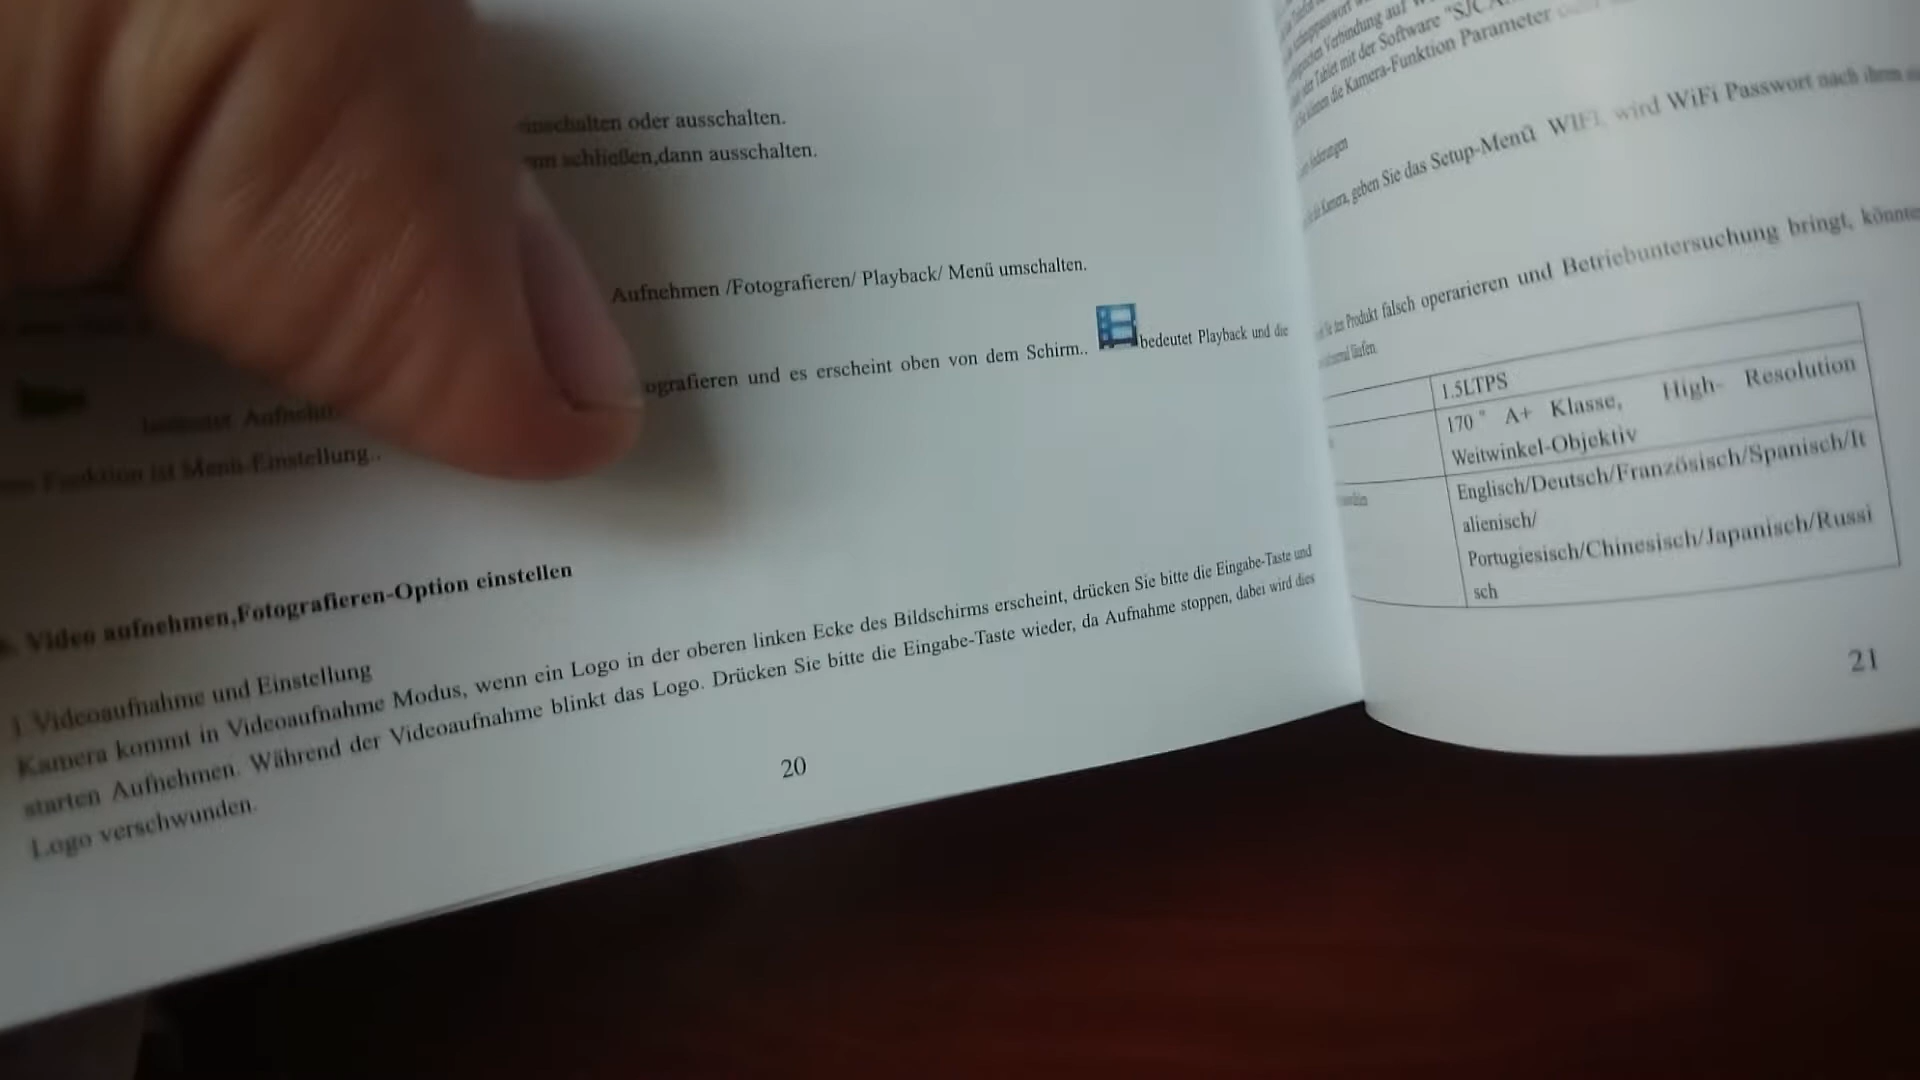 einschalten oder ausschalten.
schließen,dann ausschalten.
Aufnehmen /Fotografieren/ Playback/ Menü umschalten.
ografieren und es erscheint oben von dem Schirm.. bedeutet Playback und die
bedeutet Aufnehm
Funktion ist Menü-Einstellung..
Video aufnehmen,Fotografieren-Option einstellen
Videoaufnahme und Einstellung
Kamera kommt in Videoaufnahme Modus, wenn ein Logo in der oberen linken Ecke des Bildschirms erscheint, drücken Sie bitte die Eingabe-Taste und
starten Aufnehmen. Während der Videoaufnahme blinkt das Logo. Drücken Sie bitte die Eingabe-Taste wieder, da Aufnahme stoppen, dabei wird dies
Logo verschwunden.
20
Verbindung auf
Tablet mit der Software "SJCA
können die Kamera-Funktion Parameter
Kamera, geben Sie das Setup-Menü WIFI, wird WiFi Passwort nach ihrem
Produkt falsch operarieren und Betriebuntersuchung bringt, könnte
1.5LTPS
170° A+ Klasse, High- Resolution
Weitwinkel-Objektiv
Englisch/Deutsch/Französisch/Spanisch/It
alienisch/
Portugiesisch/Chinesisch/Japanisch/Russi
sch
21